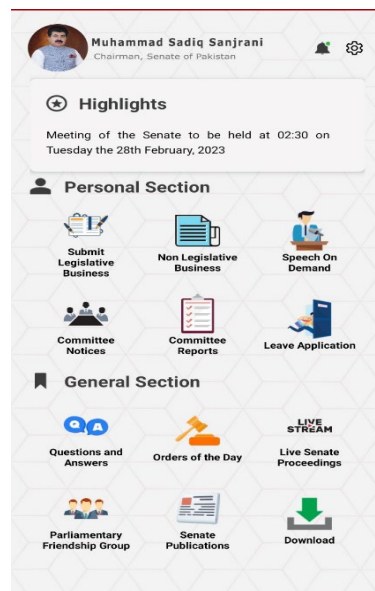 Muhammad Sadiq Sanjrani
Chairman, Senate of Pakistan
Highlights
Meeting of the Senate to be held at 02:30 on
Tuesday the 28th February, 2023
Personal Section
Submit
Legislative
Business
Non Legislative
Business
Speech On
Demand
Committee
Notices
Committee
Reports
Leave Application
General Section
Q A
Questions and
Answers
Orders of the Day
LIVE
STREAM
Live Senate
Proceedings
Parliamentary
Friendship Group
Senate
Publications
Download